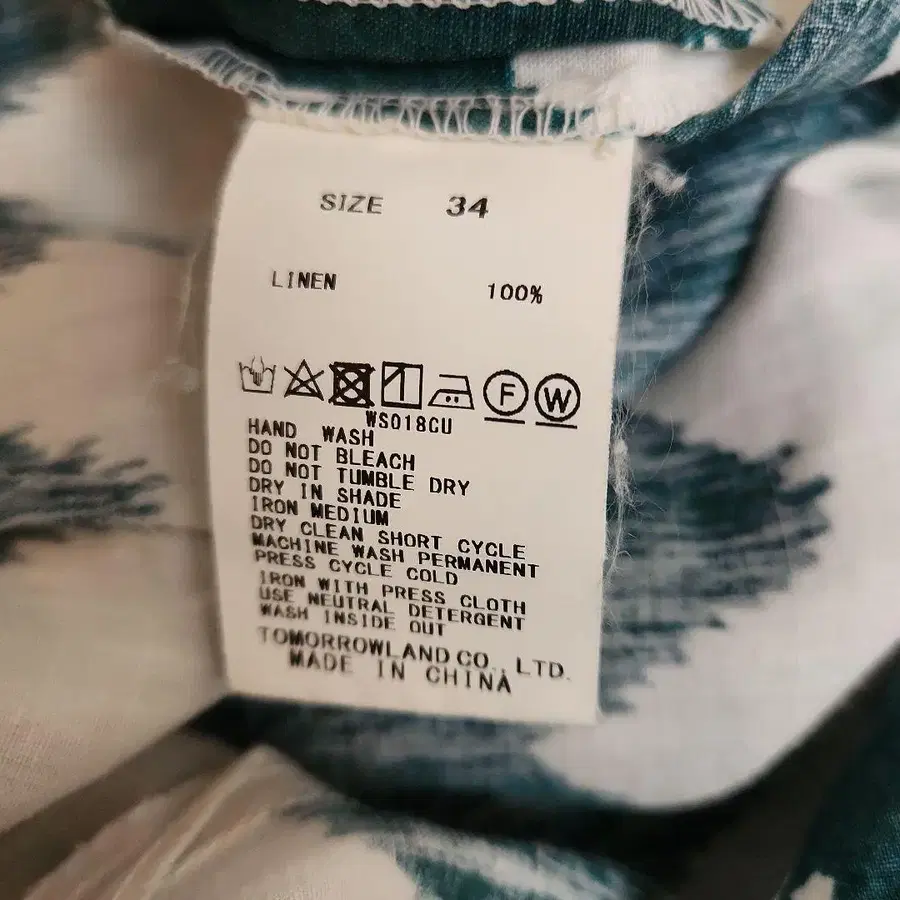 SIZE 34
LINEN 100%
F W
WS018CU
HAND WASH
DO NOT BLEACH
DO NOT TUMBLE DRY
DRY IN SHADE
IRON MEDIUM
DRY CLEAN SHORT CYCLE
MACHINE WASH PERMANENT
PRESS CYCLE COLD
IRON WITH PRESS CLOTH
USE NEUTRAL DETERGENT
WASH INSIDE OUT
TOMORROWLAND CO., LTD.
MADE IN CHINA